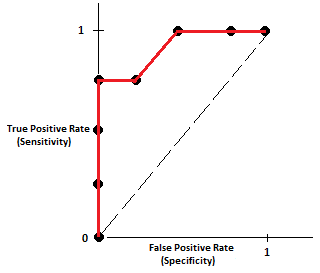 1
True Positive Rate
(Sensitivity)
0
False Positive Rate
(Specificity)
1